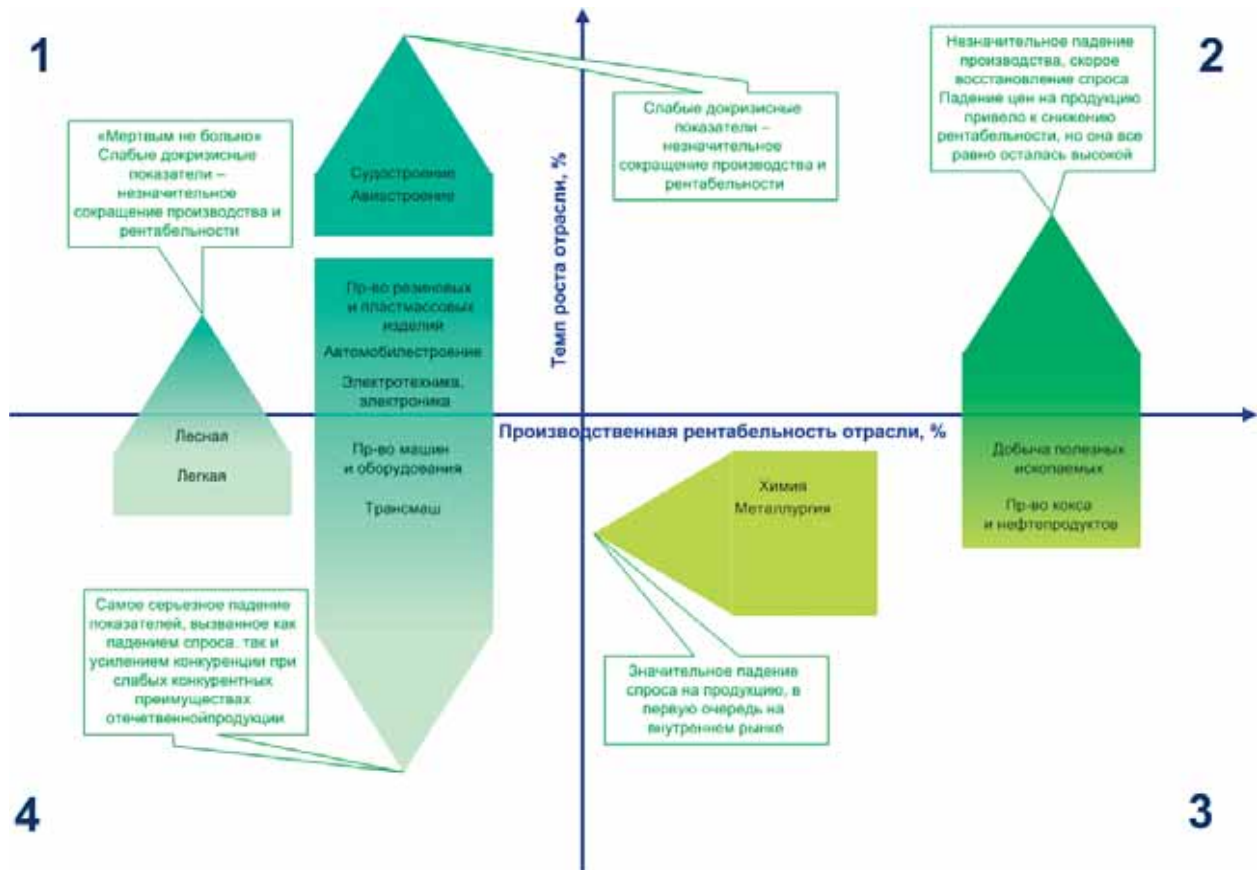 1
2
«Мертвым не больно»
Слабые докризисные
показатели –
незначительное
сокращение производства и
рентабельности
Судостроение
Авиастроение
Слабые докризисные
показатели –
незначительное
сокращение производства и
рентабельности
Незначительное падение
производства, скорое
восстановление спроса
Падение цен на продукцию
привело к снижению
рентабельности, но она все
равно осталась высокой
Темп роста отрасли, %
Пр-во резиновых
и пластмассовых
изделий
Автомобилестроение
Электротехника,
электроника
Производственная рентабельность отрасли, %
Лесная
Легкая
Пр-во машин
и оборудования
Трансмаш
Химия
Металлургия
Добыча полезных
ископаемых
Пр-во кокса
и нефтепродуктов
Самое серьезное падение
показателей, вызванное как
падением спроса. так и
усилением конкуренции при
слабых конкурентных
преимуществах
отечественнойпродукции
Значительное падение
спроса на продукцию, в
первую очередь на
внутреннем рынке
4
3